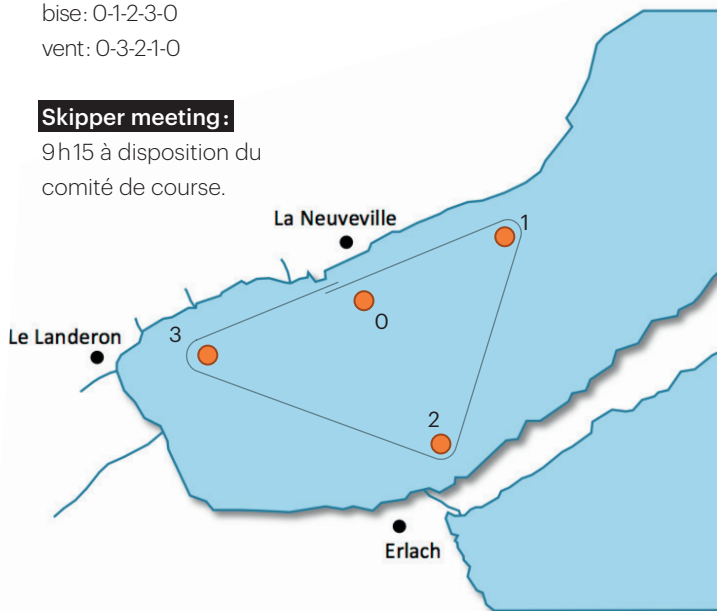 bise: 0-1-2-3-0
vent: 0-3-2-1-0
Skipper meeting:
9h15 à disposition du
comité de course.
La Neuveville
1
0
3
Le Landeron
2
Erlach